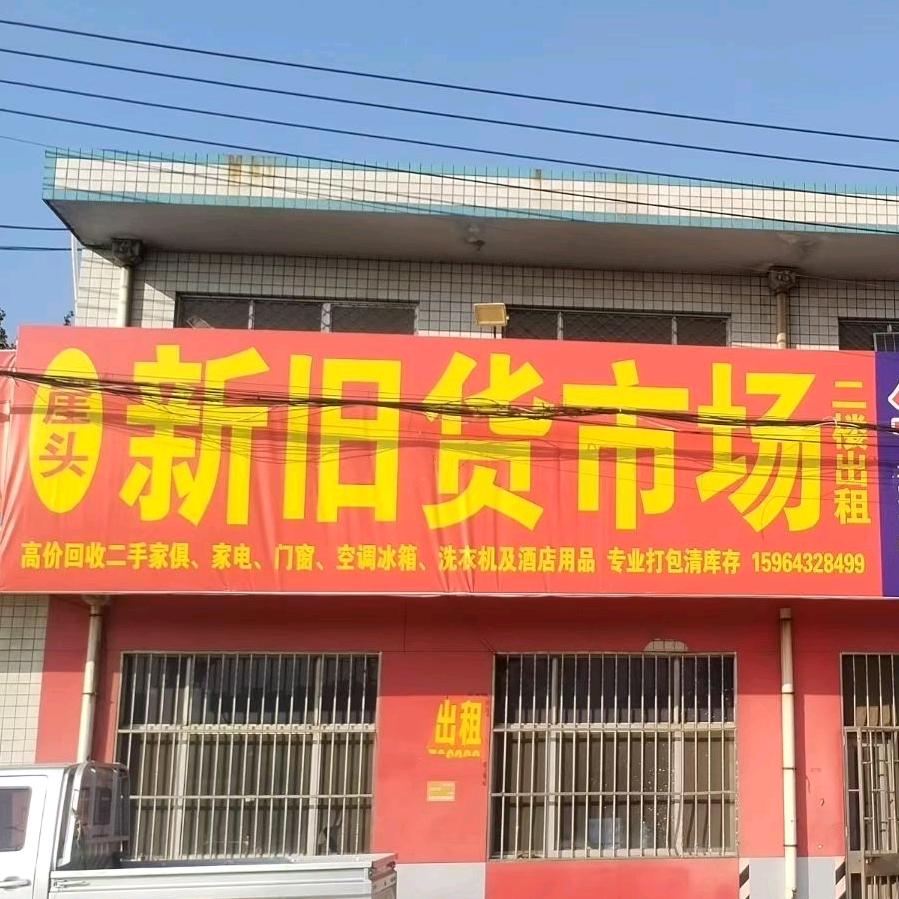 崖头
新旧货市场
二楼出租
高价回收二手家俱、家电、门窗、空调冰箱、洗衣机及酒店用品 专业打包清库存 15964328499
出租